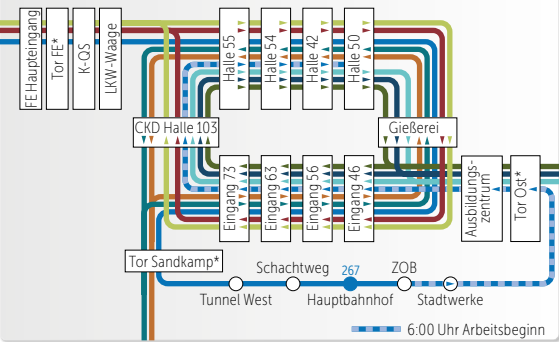 FE Haupteingang
Tor FE*
K-QS
LKW-Waage
Halle 55
Halle 54
Halle 42
Halle 50
CKD Halle 103
Gießerei
Eingang 73
Eingang 63
Eingang 56
Eingang 46
Ausbildungs-
zentrum
Tor Ost*
Tor Sandkamp*
Schachtweg
267
ZOB
Tunnel West
Hauptbahnhof
Stadtwerke
6:00 Uhr Arbeitsbeginn